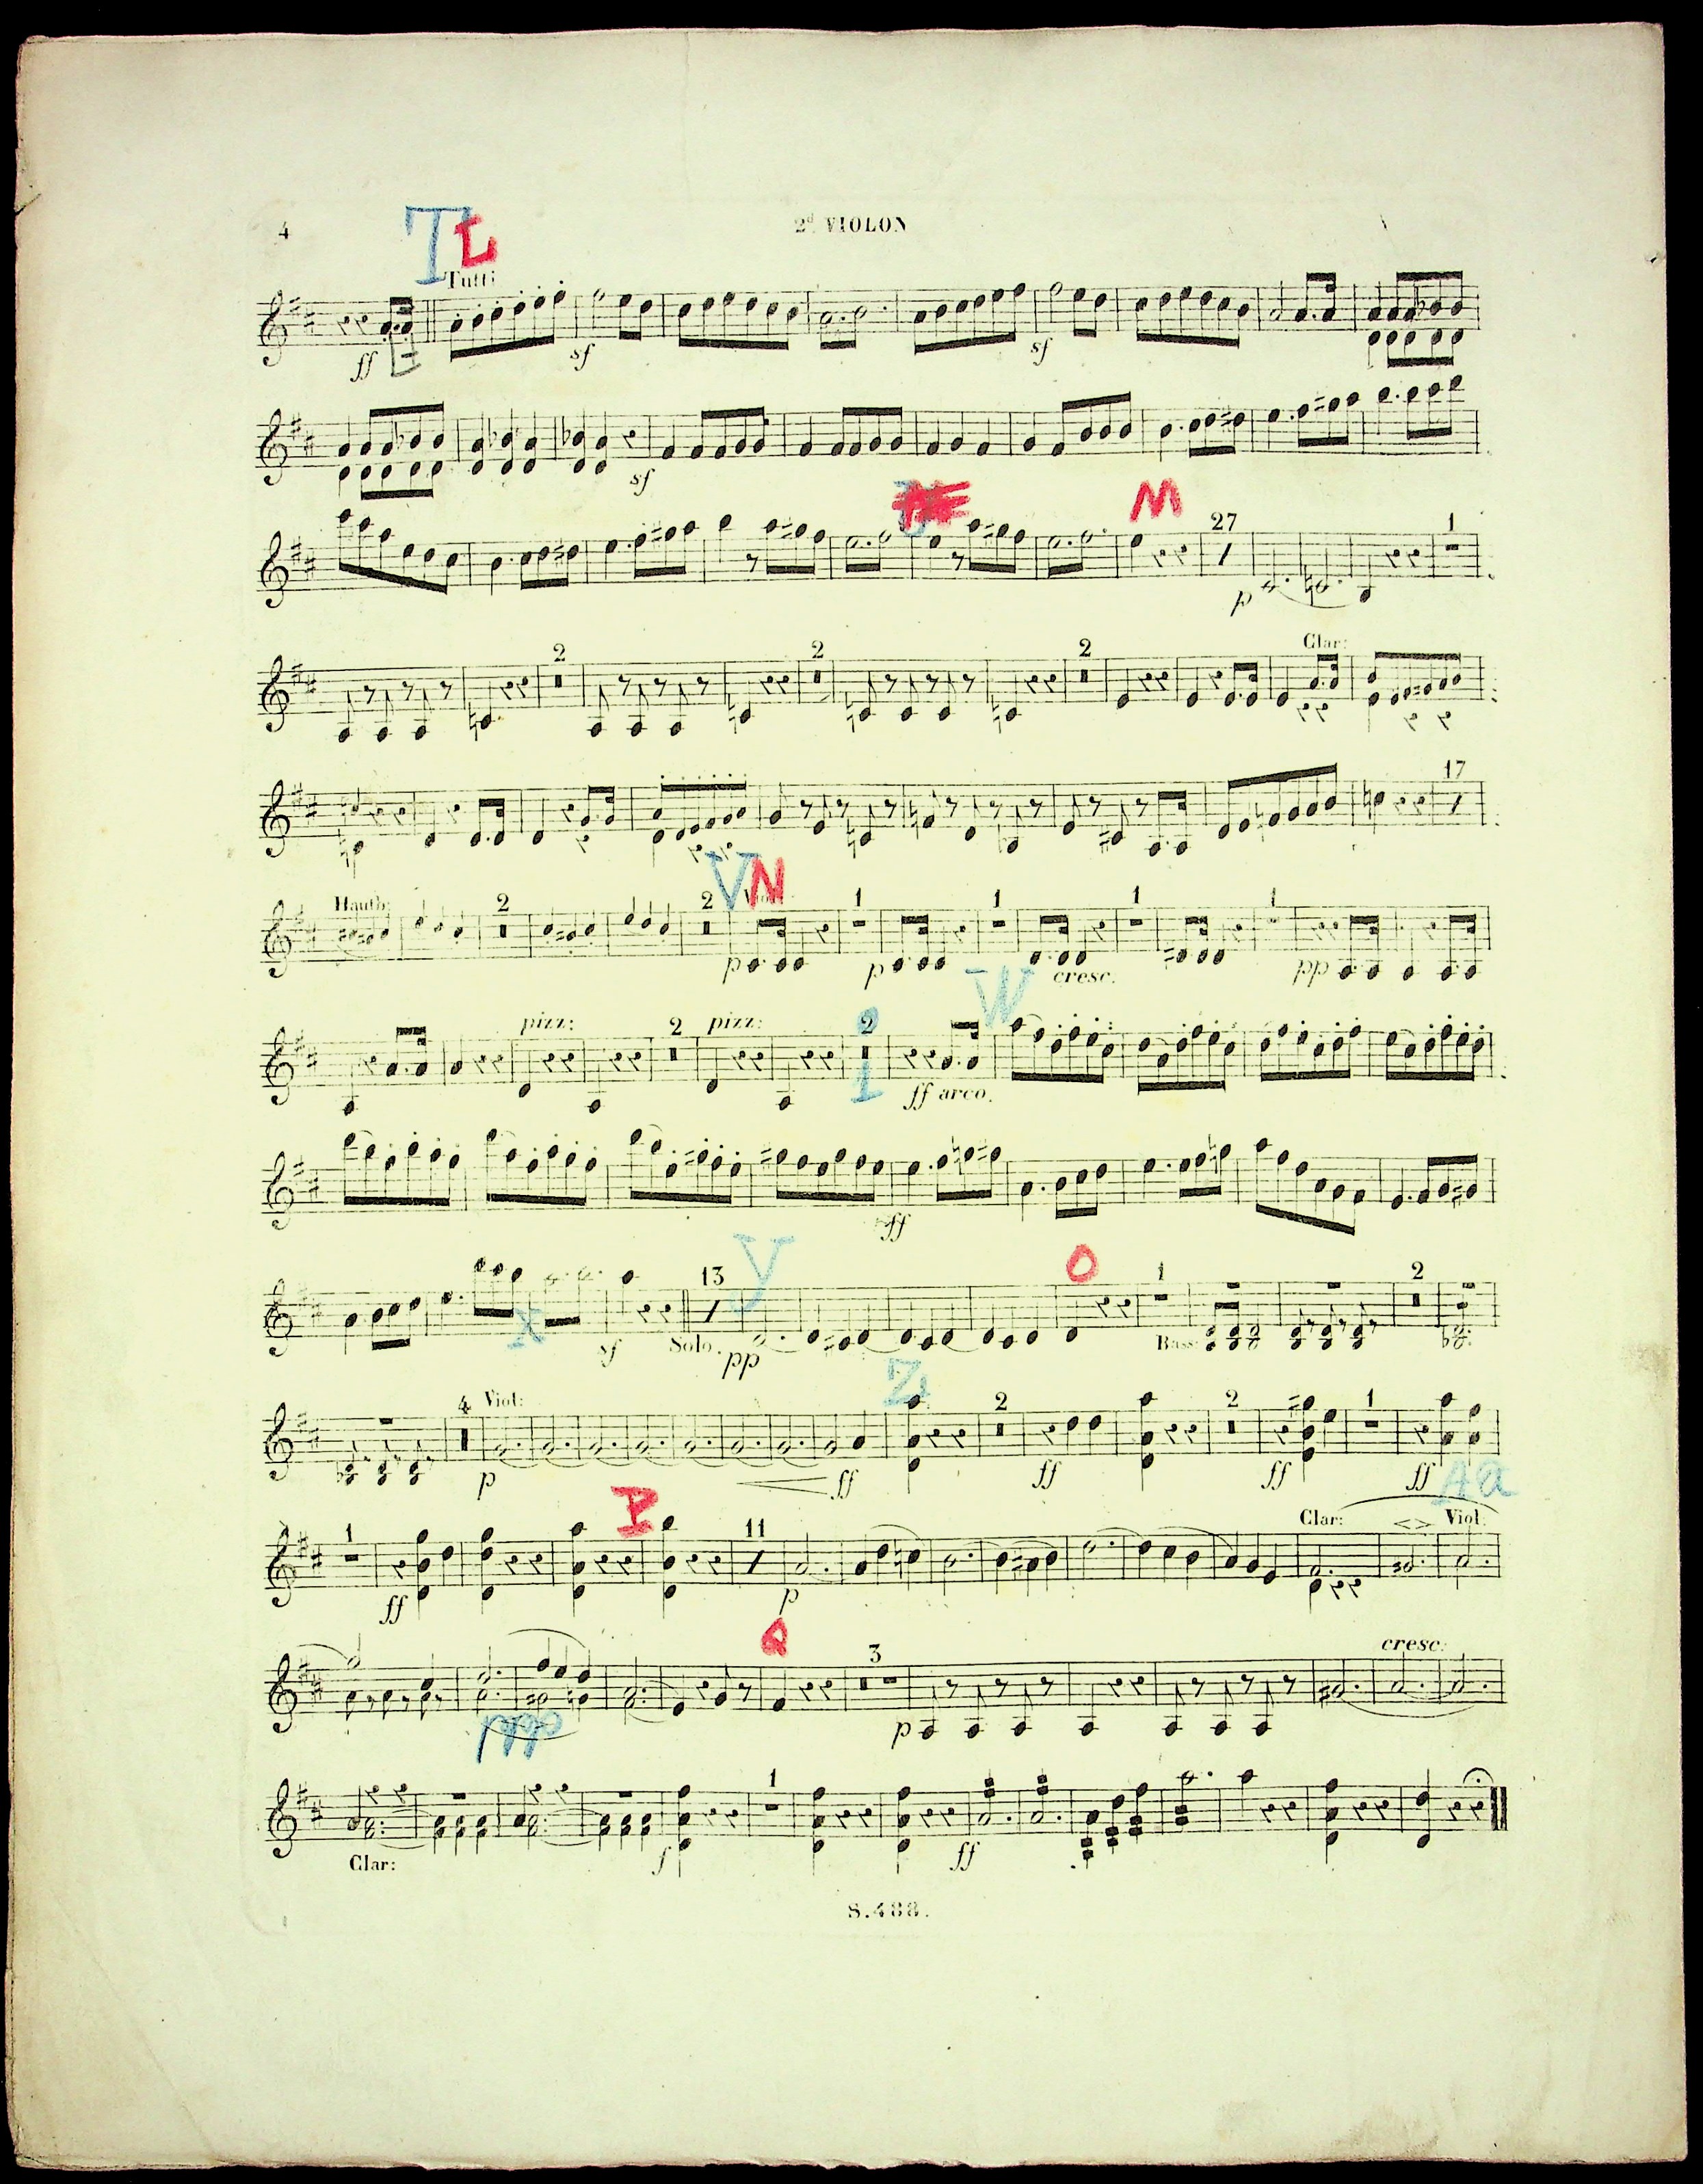 4
2ᵈ VIOLON
T L
Tutti
ff sf sf
sf
M
27 1
p
Clar:
2 2 2
17
V N
Hautb: 2 2 1 1 1 1
p p cresc. pp
W
pizz: 2 pizz: 2
1
ff arco.
ff
V O
13 1 2
X
sf Solo. pp Bass:
Z
4 Viol: 2 2 1
p ff ff ff ff
Aa
P
1 11 Clar: <> Viol:
ff p
Q
3 cresc:
p
1
Clar: f ff
S.488.